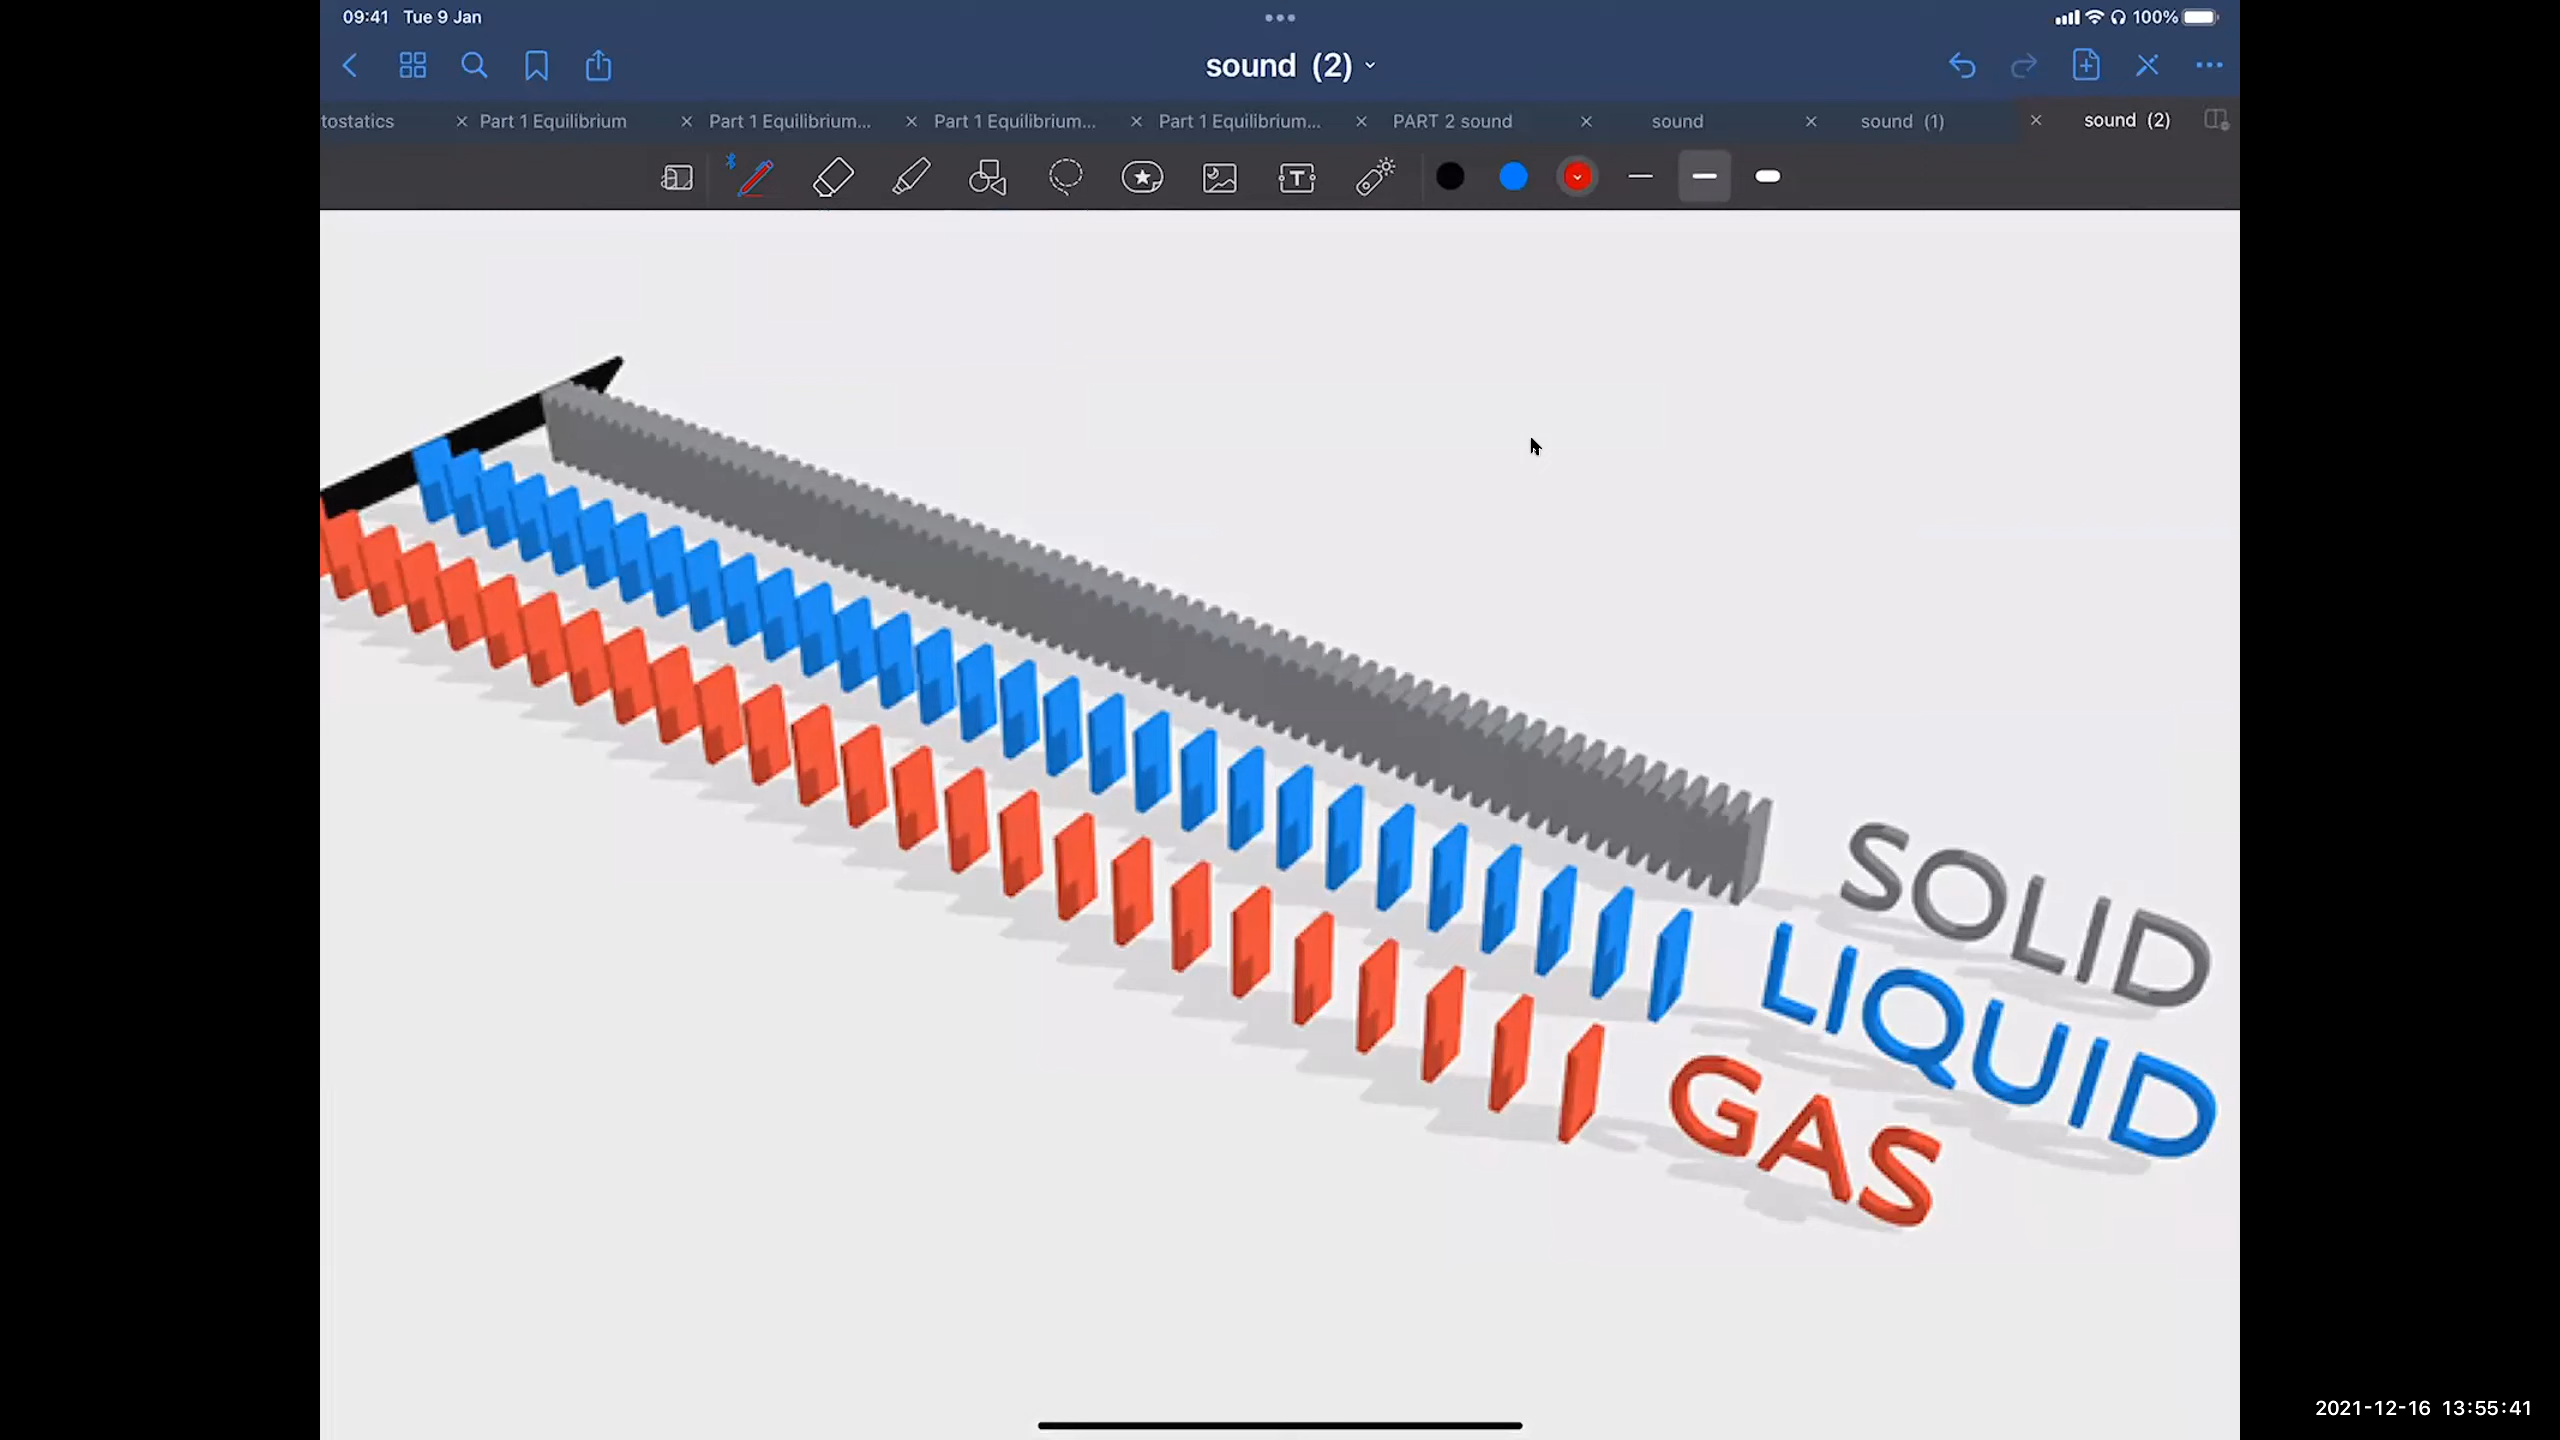 09:41 Tue 9 Jan
100%
sound (2)
tostatics
Part 1 Equilibrium
Part 1 Equilibrium...
Part 1 Equilibrium...
Part 1 Equilibrium...
PART 2 sound
sound
sound (1)
sound (2)
SOLID
LIQUID
GAS
2021-12-16 13:55:41